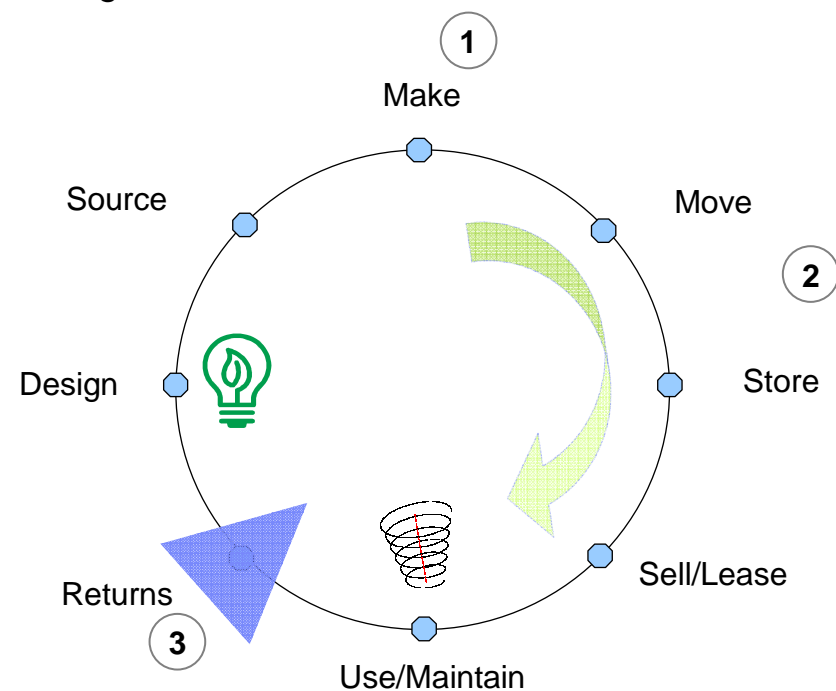 1
Make
Source
Move
2
Design
Store
Sell/Lease
Returns
3
Use/Maintain